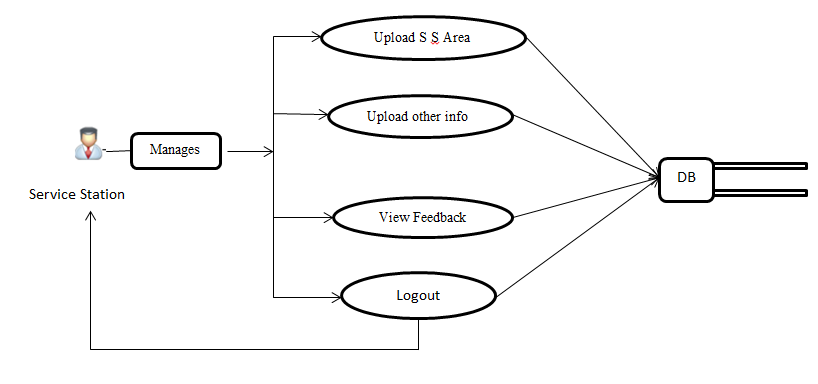 Upload S S Area
Upload other info
Manages
Service Station
DB
View Feedback
Logout